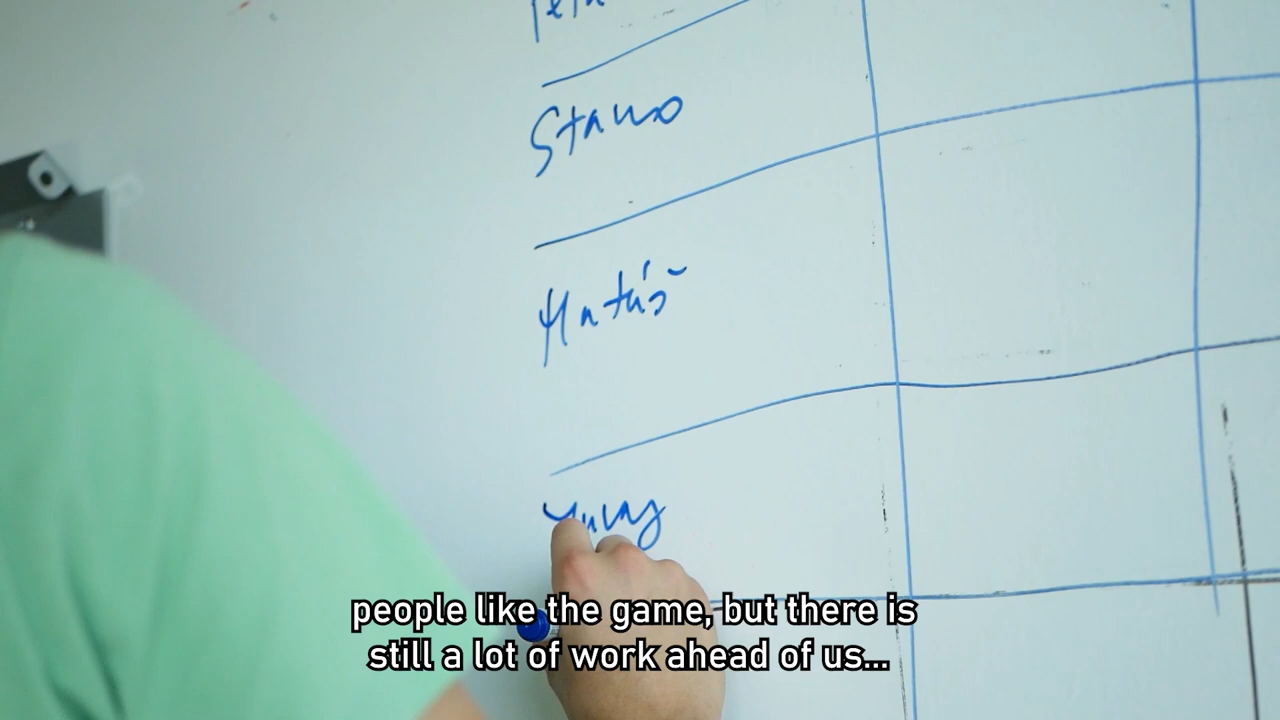 Stano
Matúš
people like the game, but there is
still a lot of work ahead of us...